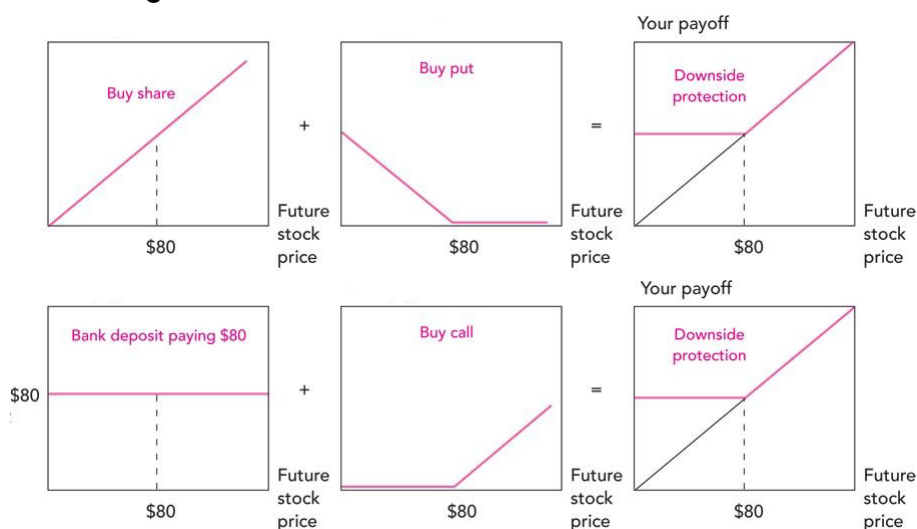 Your payoff
Buy share
+
Buy put
=
Downside
protection
Future
stock
price
$80
Future
stock
price
$80
Future
stock
price
$80
Your payoff
Bank deposit paying $80
$80
+
Buy call
=
Downside
protection
Future
stock
price
$80
Future
stock
price
$80
Future
stock
price
$80